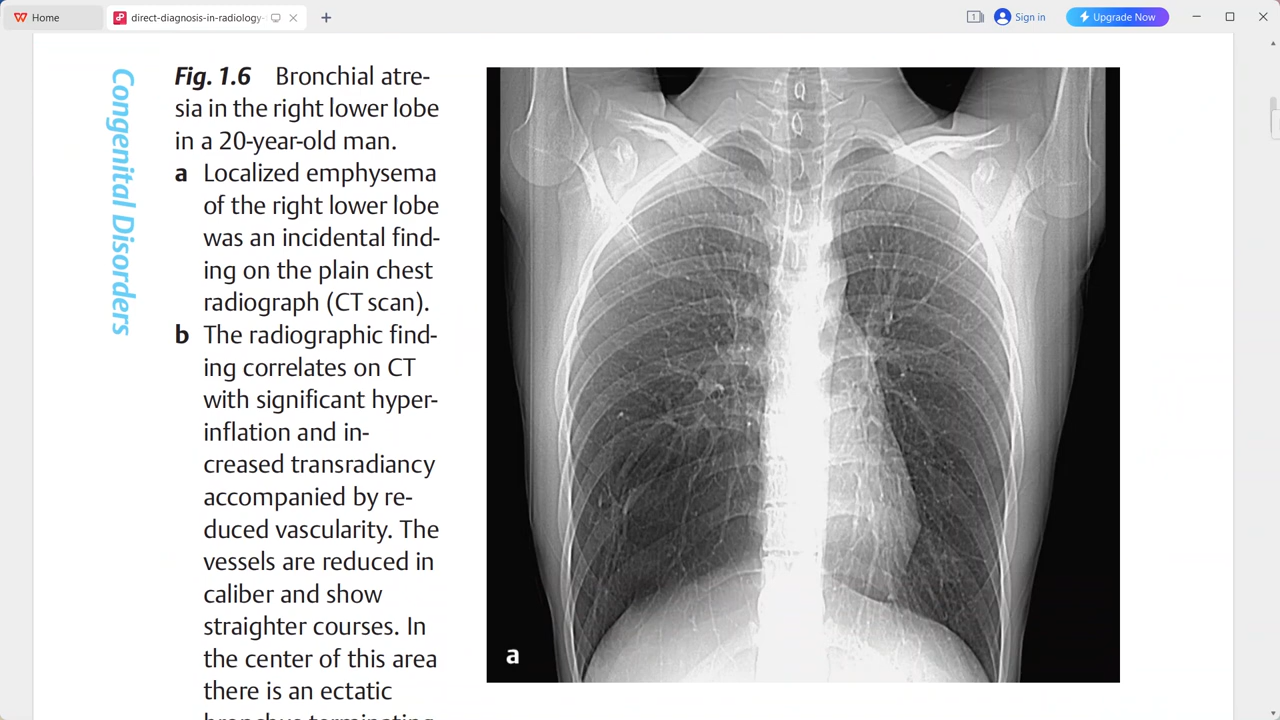 Home
direct-diagnosis-in-radiology-
1
Sign in
Upgrade Now
Congenital Disorders
Fig. 1.6 Bronchial atre-
sia in the right lower lobe
in a 20-year-old man.
a Localized emphysema
of the right lower lobe
was an incidental find-
ing on the plain chest
radiograph (CT scan).
b The radiographic find-
ing correlates on CT
with significant hyper-
inflation and in-
creased transradiancy
accompanied by re-
duced vascularity. The
vessels are reduced in
caliber and show
straighter courses. In
the center of this area
there is an ectatic
bronchus terminating
a